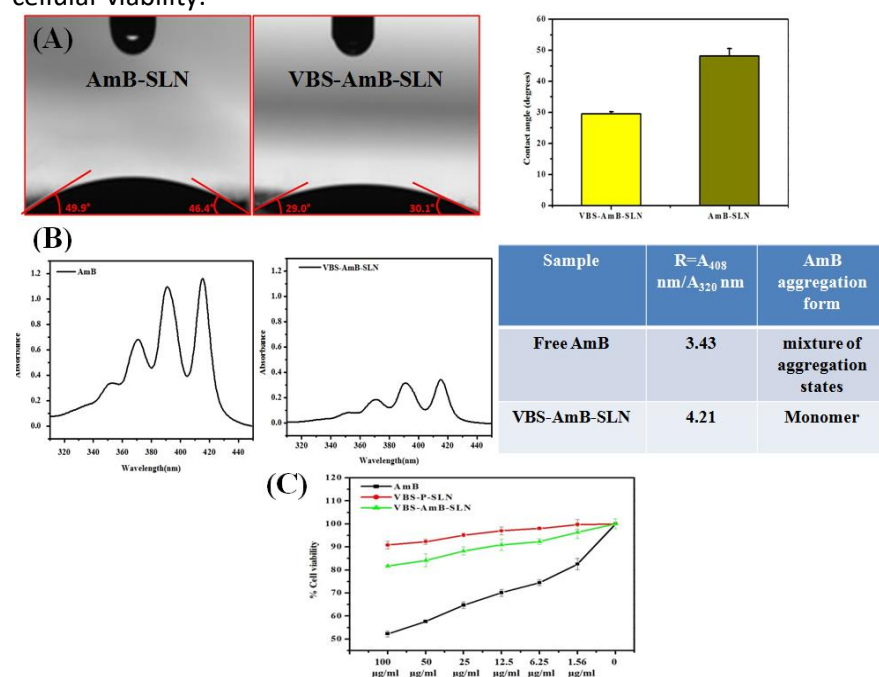 cellular viability.
(A)
AmB-SLN
VBS-AmB-SLN
49.9°
46.4°
29.0°
30.1°
Contact angle (degrees)
60
50
40
30
20
10
0
VBS-AmB-SLN
AmB-SLN
(B)
AmB
Absorbance
1.2
1.0
0.8
0.6
0.4
0.2
0.0
320
340
360
380
400
420
440
Wavelength(nm)
VBS-AmB-SLN
Absorbance
1.2
1.0
0.8
0.6
0.4
0.2
0.0
320
340
360
380
400
420
440
Wavelength(nm)
Sample
R=A408
nm/A320 nm
AmB
aggregation
form
Free AmB
3.43
mixture of
aggregation
states
VBS-AmB-SLN
4.21
Monomer
(C)
AmB
VBS-P-SLN
VBS-AmB-SLN
% Cell viability
120
110
100
90
80
70
60
50
100
µg/ml
50
µg/ml
25
µg/ml
12.5
µg/ml
6.25
µg/ml
1.56
µg/ml
0